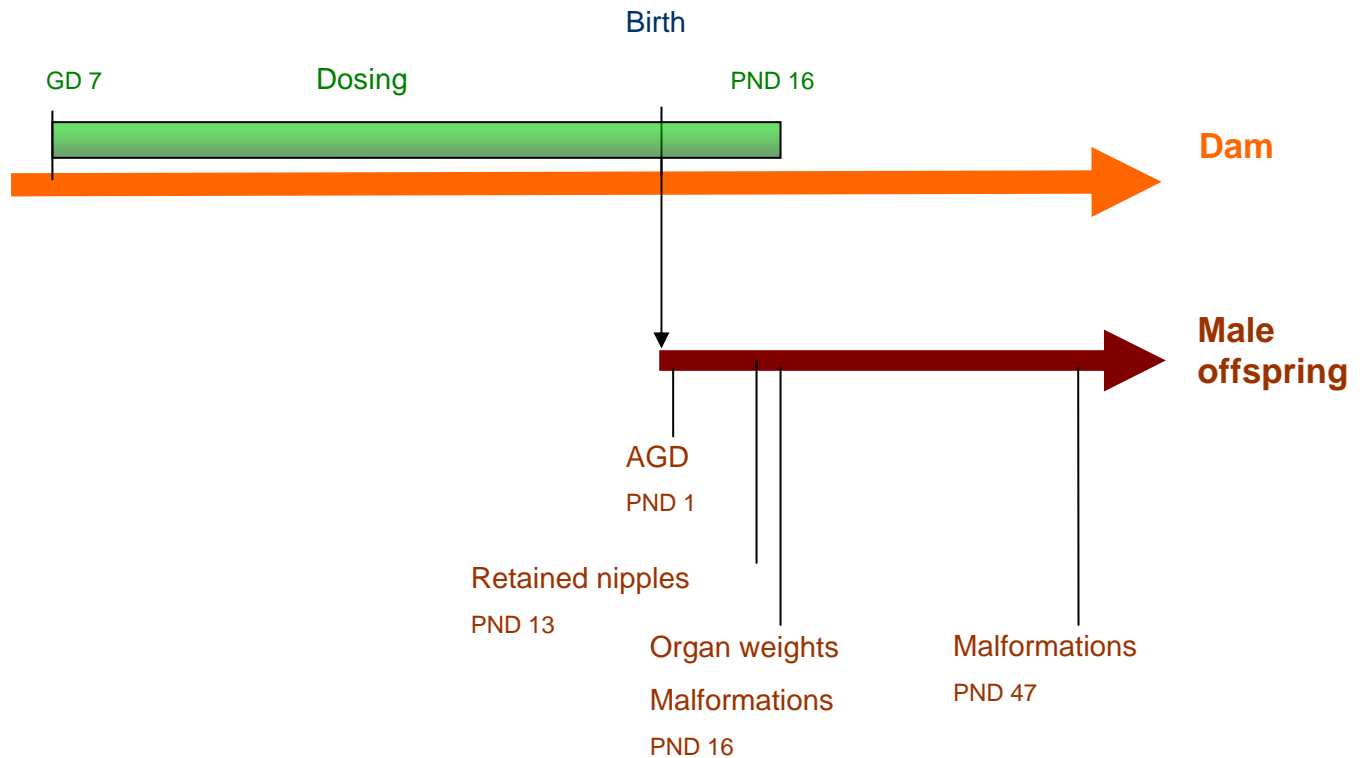 Birth
GD 7
Dosing
PND 16
Dam
Male
offspring
AGD
PND 1
Retained nipples
PND 13
Organ weights
Malformations
PND 16
Malformations
PND 47